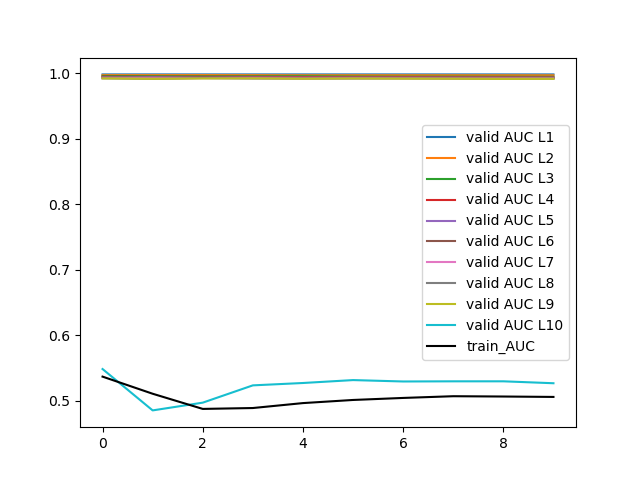 1.0
0.9
0.8
0.7
0.6
0.5
0
2
4
6
8
valid AUC L1
valid AUC L2
valid AUC L3
valid AUC L4
valid AUC L5
valid AUC L6
valid AUC L7
valid AUC L8
valid AUC L9
valid AUC L10
train_AUC